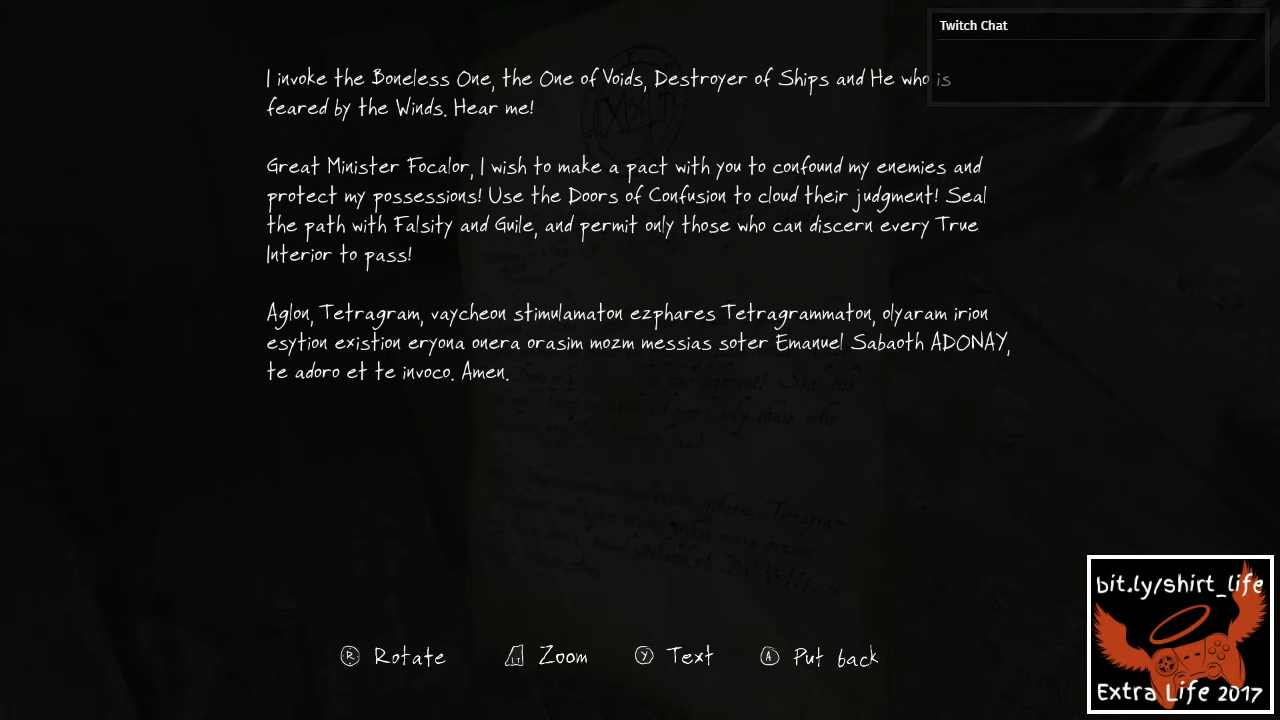 Twitch Chat
I invoke the Boneless One, the One of Voids, Destroyer of Ships and He who is
feared by the Winds. Hear me!
Great Minister Focalor, I wish to make a pact with you to confound my enemies and
protect my possessions! Use the Doors of Confusion to cloud their judgment! Seal
the path with Falsity and Guile, and permit only those who can discern every True
Interior to pass!
Aglon, Tetragram, vaycheon stimulamaton ezphares Tetragrammaton, olyaram irion
esytion existion eryona onera orasim mozm messias soter Emanuel Sabaoth ADONAY,
te adoro et te invoco. Amen.
R Rotate
LT Zoom
Y Text
A Put back
bit.ly/shirt_life
Extra Life 2017